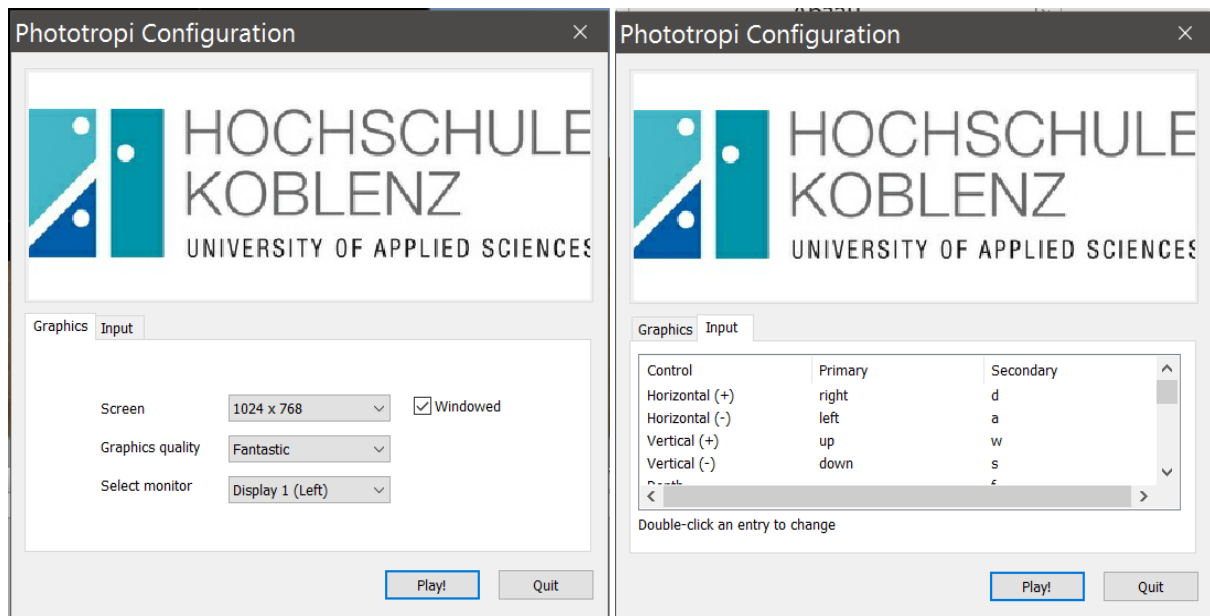 Phototropi Configuration
HOCHSCHULE
KOBLENZ
UNIVERSITY OF APPLIED SCIENCES
Graphics Input
Screen 1024 x 768 Windowed
Graphics quality Fantastic
Select monitor Display 1 (Left)
Play! Quit
Phototropi Configuration
HOCHSCHULE
KOBLENZ
UNIVERSITY OF APPLIED SCIENCES
Graphics Input
Control Primary Secondary
Horizontal (+) right d
Horizontal (-) left a
Vertical (+) up w
Vertical (-) down s
Double-click an entry to change
Play! Quit